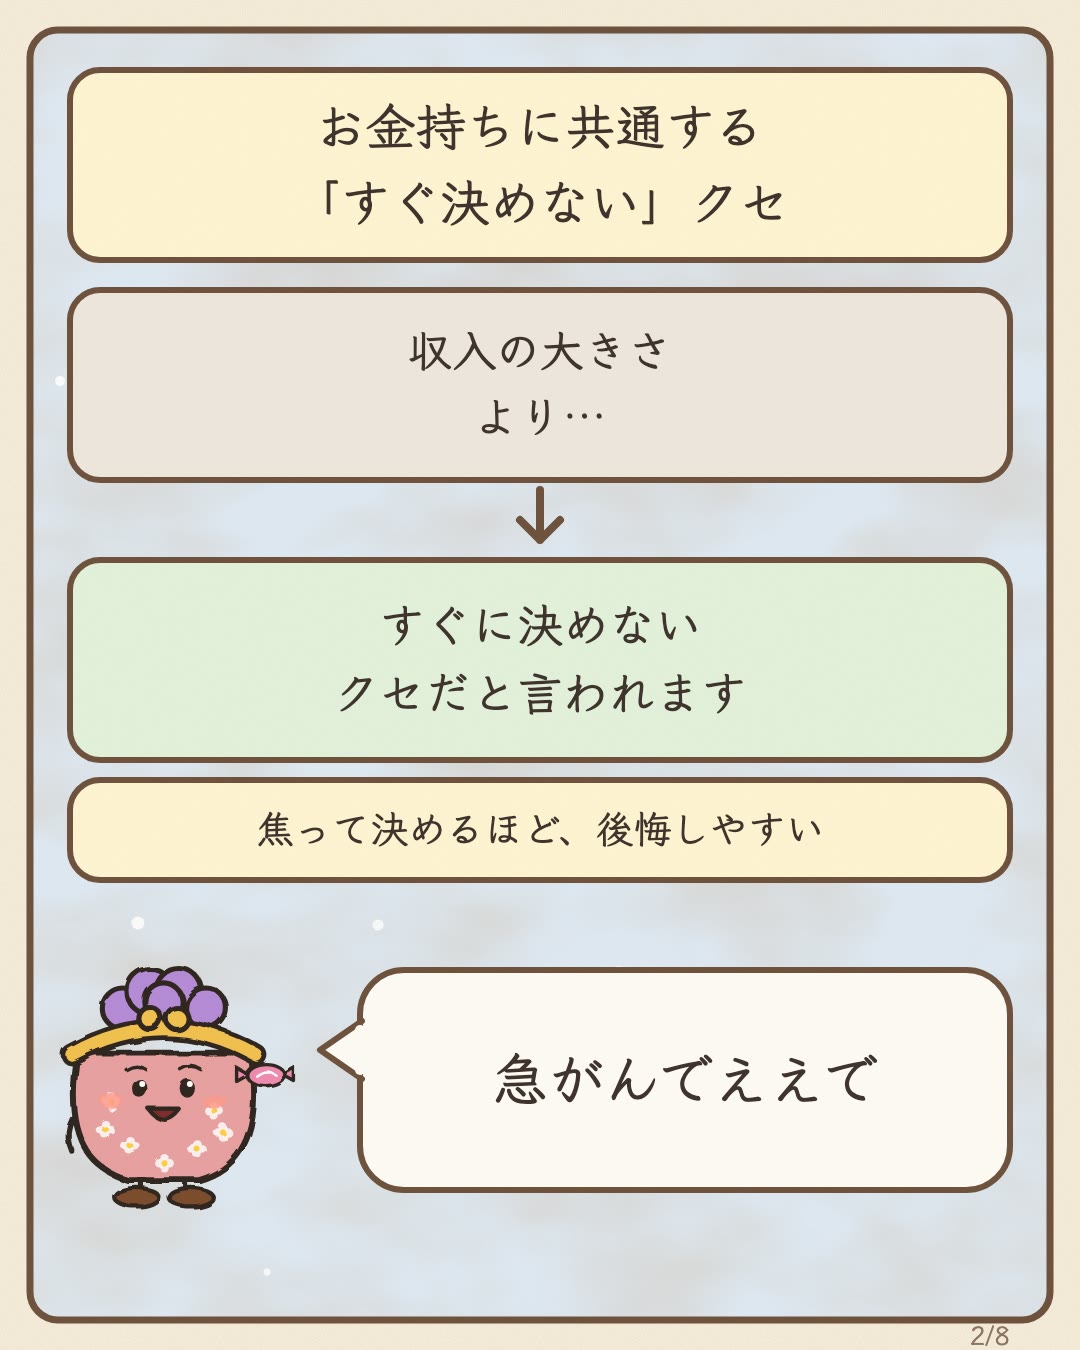 お金持ちに共通する
「すぐ決めない」クセ
収入の大きさ
より…
すぐに決めない
クセだと言われます
焦って決めるほど、後悔しやすい
急がんでええで
2/8